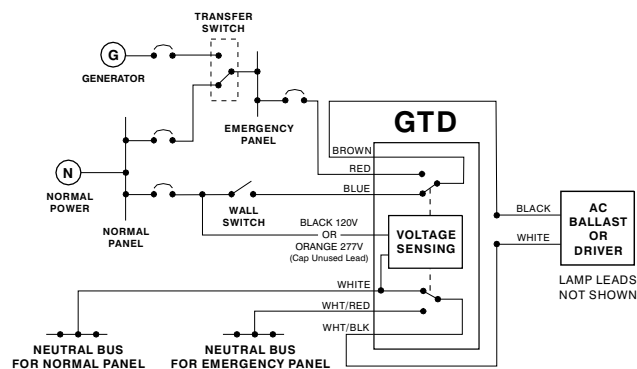 TRANSFER
SWITCH
G
GENERATOR
EMERGENCY
PANEL
GTD
BROWN
RED
BLUE
N
NORMAL
POWER
NORMAL
PANEL
WALL
SWITCH
BLACK 120V
OR
ORANGE 277V
(Cap Unused Lead)
VOLTAGE
SENSING
BLACK
WHITE
AC
BALLAST
OR
DRIVER
LAMP LEADS
NOT SHOWN
WHITE
WHT/RED
WHT/BLK
NEUTRAL BUS
FOR NORMAL PANEL
NEUTRAL BUS
FOR EMERGENCY PANEL